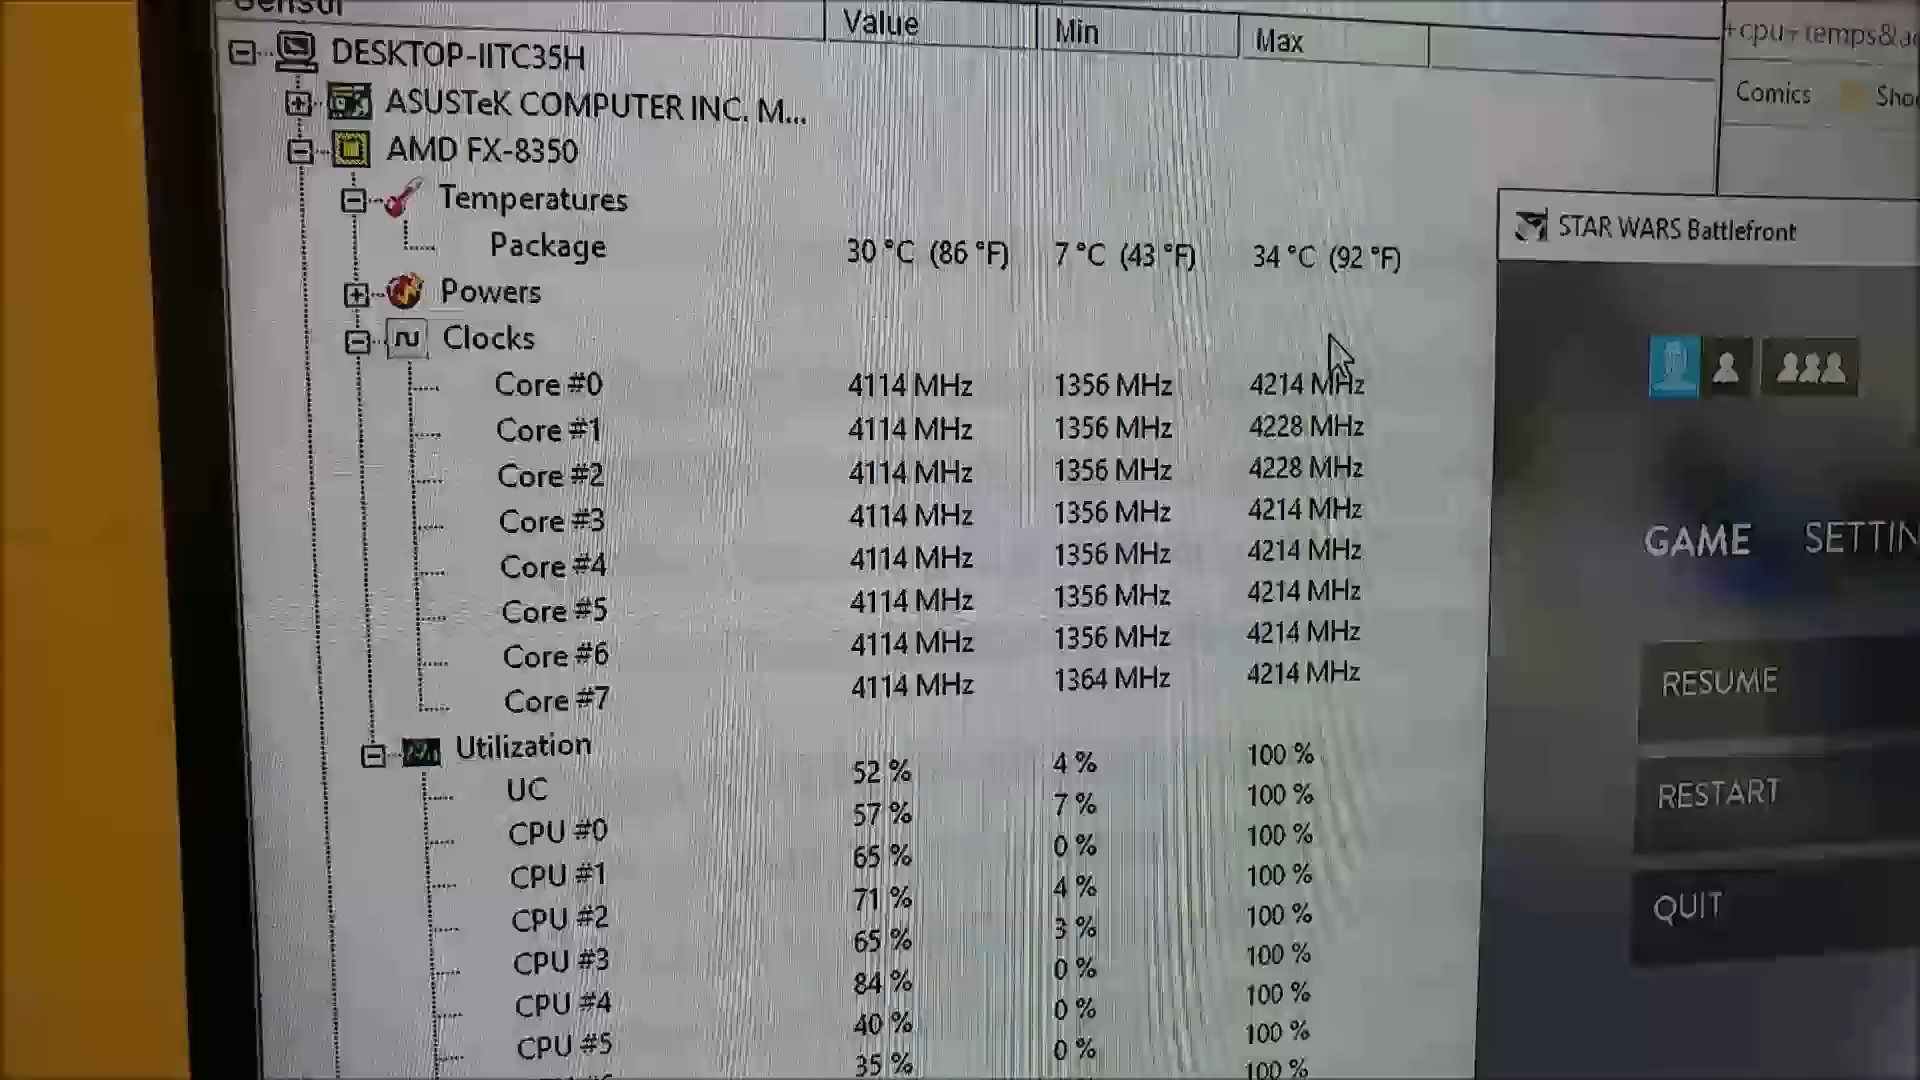 Sensor
Value Min Max
DESKTOP-IITC35H
ASUSTeK COMPUTER INC. M...
AMD FX-8350
Temperatures
Package 30 °C (86 °F) 7 °C (43 °F) 34 °C (92 °F)
Powers
Clocks
Core #0 4114 MHz 1356 MHz 4214 MHz
Core #1 4114 MHz 1356 MHz 4228 MHz
Core #2 4114 MHz 1356 MHz 4228 MHz
Core #3 4114 MHz 1356 MHz 4214 MHz
Core #4 4114 MHz 1356 MHz 4214 MHz
Core #5 4114 MHz 1356 MHz 4214 MHz
Core #6 4114 MHz 1356 MHz 4214 MHz
Core #7 4114 MHz 1364 MHz 4214 MHz
Utilization
UC 52 % 4 % 100 %
CPU #0 57 % 7 % 100 %
CPU #1 65 % 0 % 100 %
CPU #2 71 % 4 % 100 %
CPU #3 65 % 3 % 100 %
CPU #4 84 % 0 % 100 %
CPU #5 40 % 0 % 100 %
35 % 0 % 100 %
100 %
+cpu+temps&a
Comics Sho
STAR WARS Battlefront
GAME SETTIN
RESUME
RESTART
QUIT